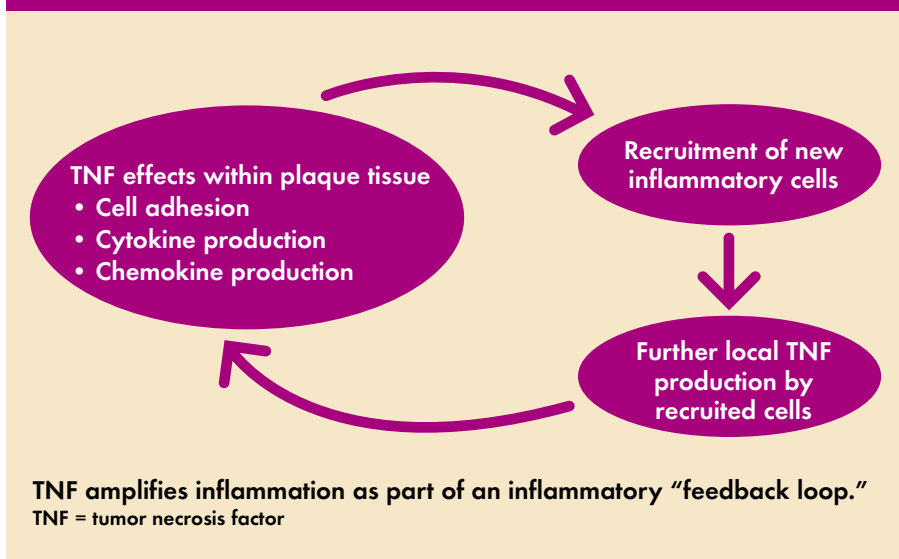 TNF effects within plaque tissue
• Cell adhesion
• Cytokine production
• Chemokine production
Recruitment of new
inflammatory cells
Further local TNF
production by
recruited cells
TNF amplifies inflammation as part of an inflammatory “feedback loop.”
TNF = tumor necrosis factor